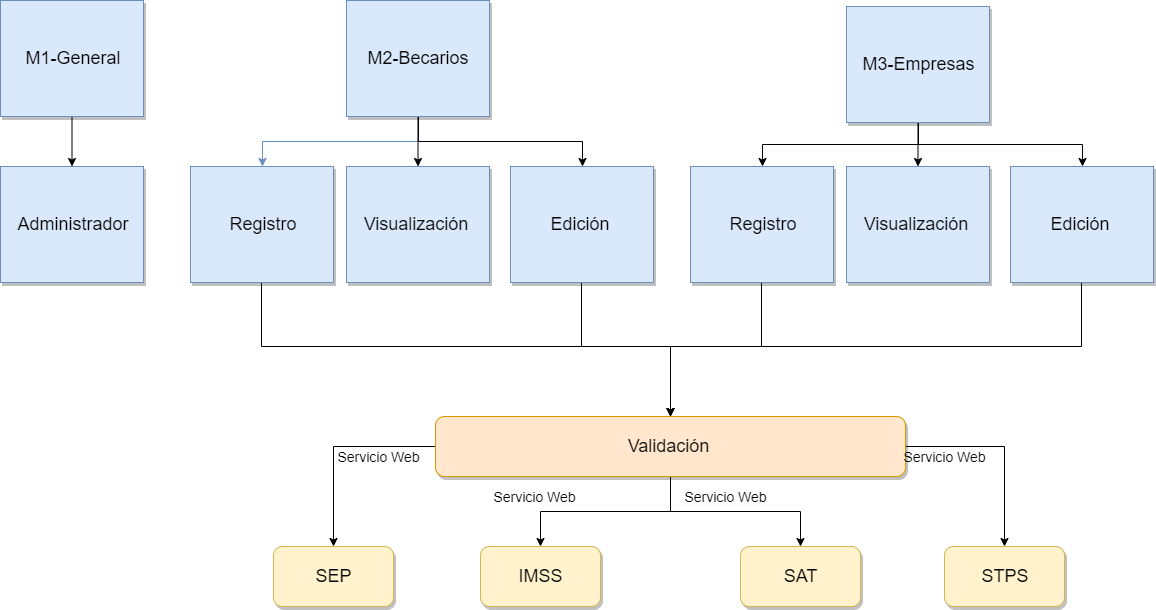 M1-General
M2-Becarios
M3-Empresas
Administrador
Registro
Visualización
Edición
Registro
Visualización
Edición
Validación
Servicio Web
Servicio Web
Servicio Web
Servicio Web
SEP
IMSS
SAT
STPS